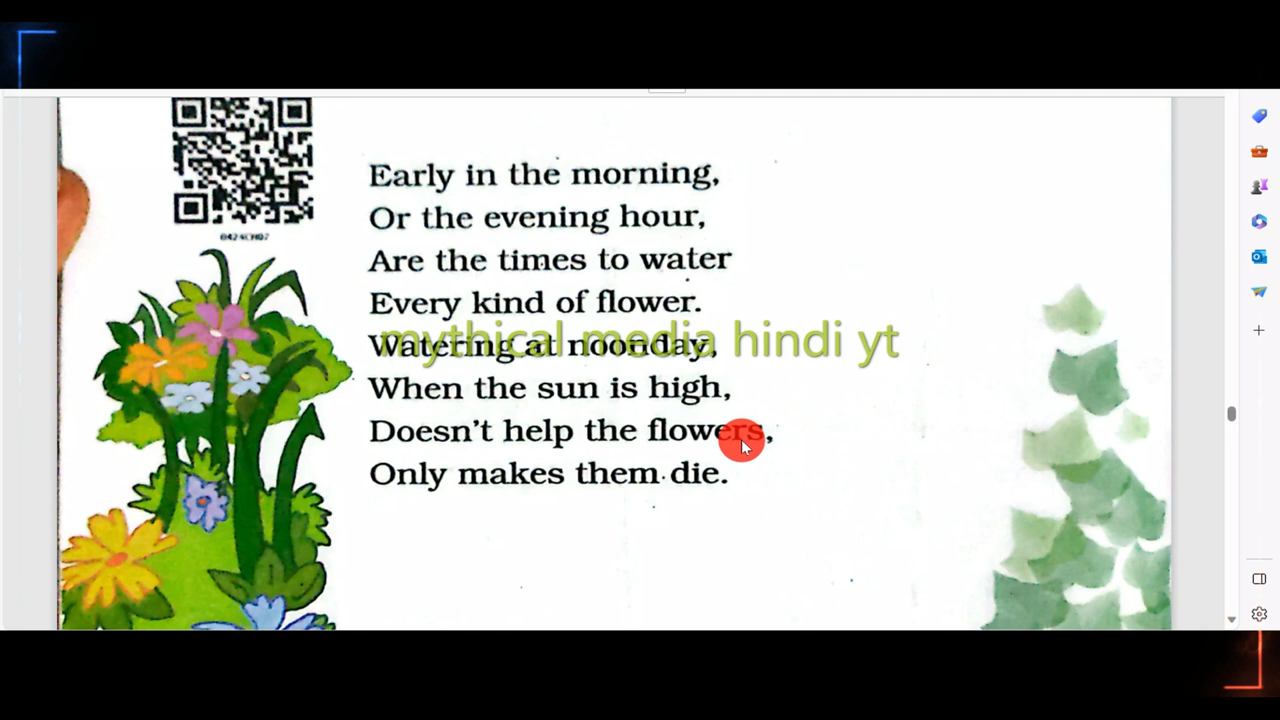 0424CH02
Early in the morning,
Or the evening hour,
Are the times to water
Every kind of flower.
mythical media hindi yt
Watering at noonday,
When the sun is high,
Doesn't help the flowers,
Only makes them die.